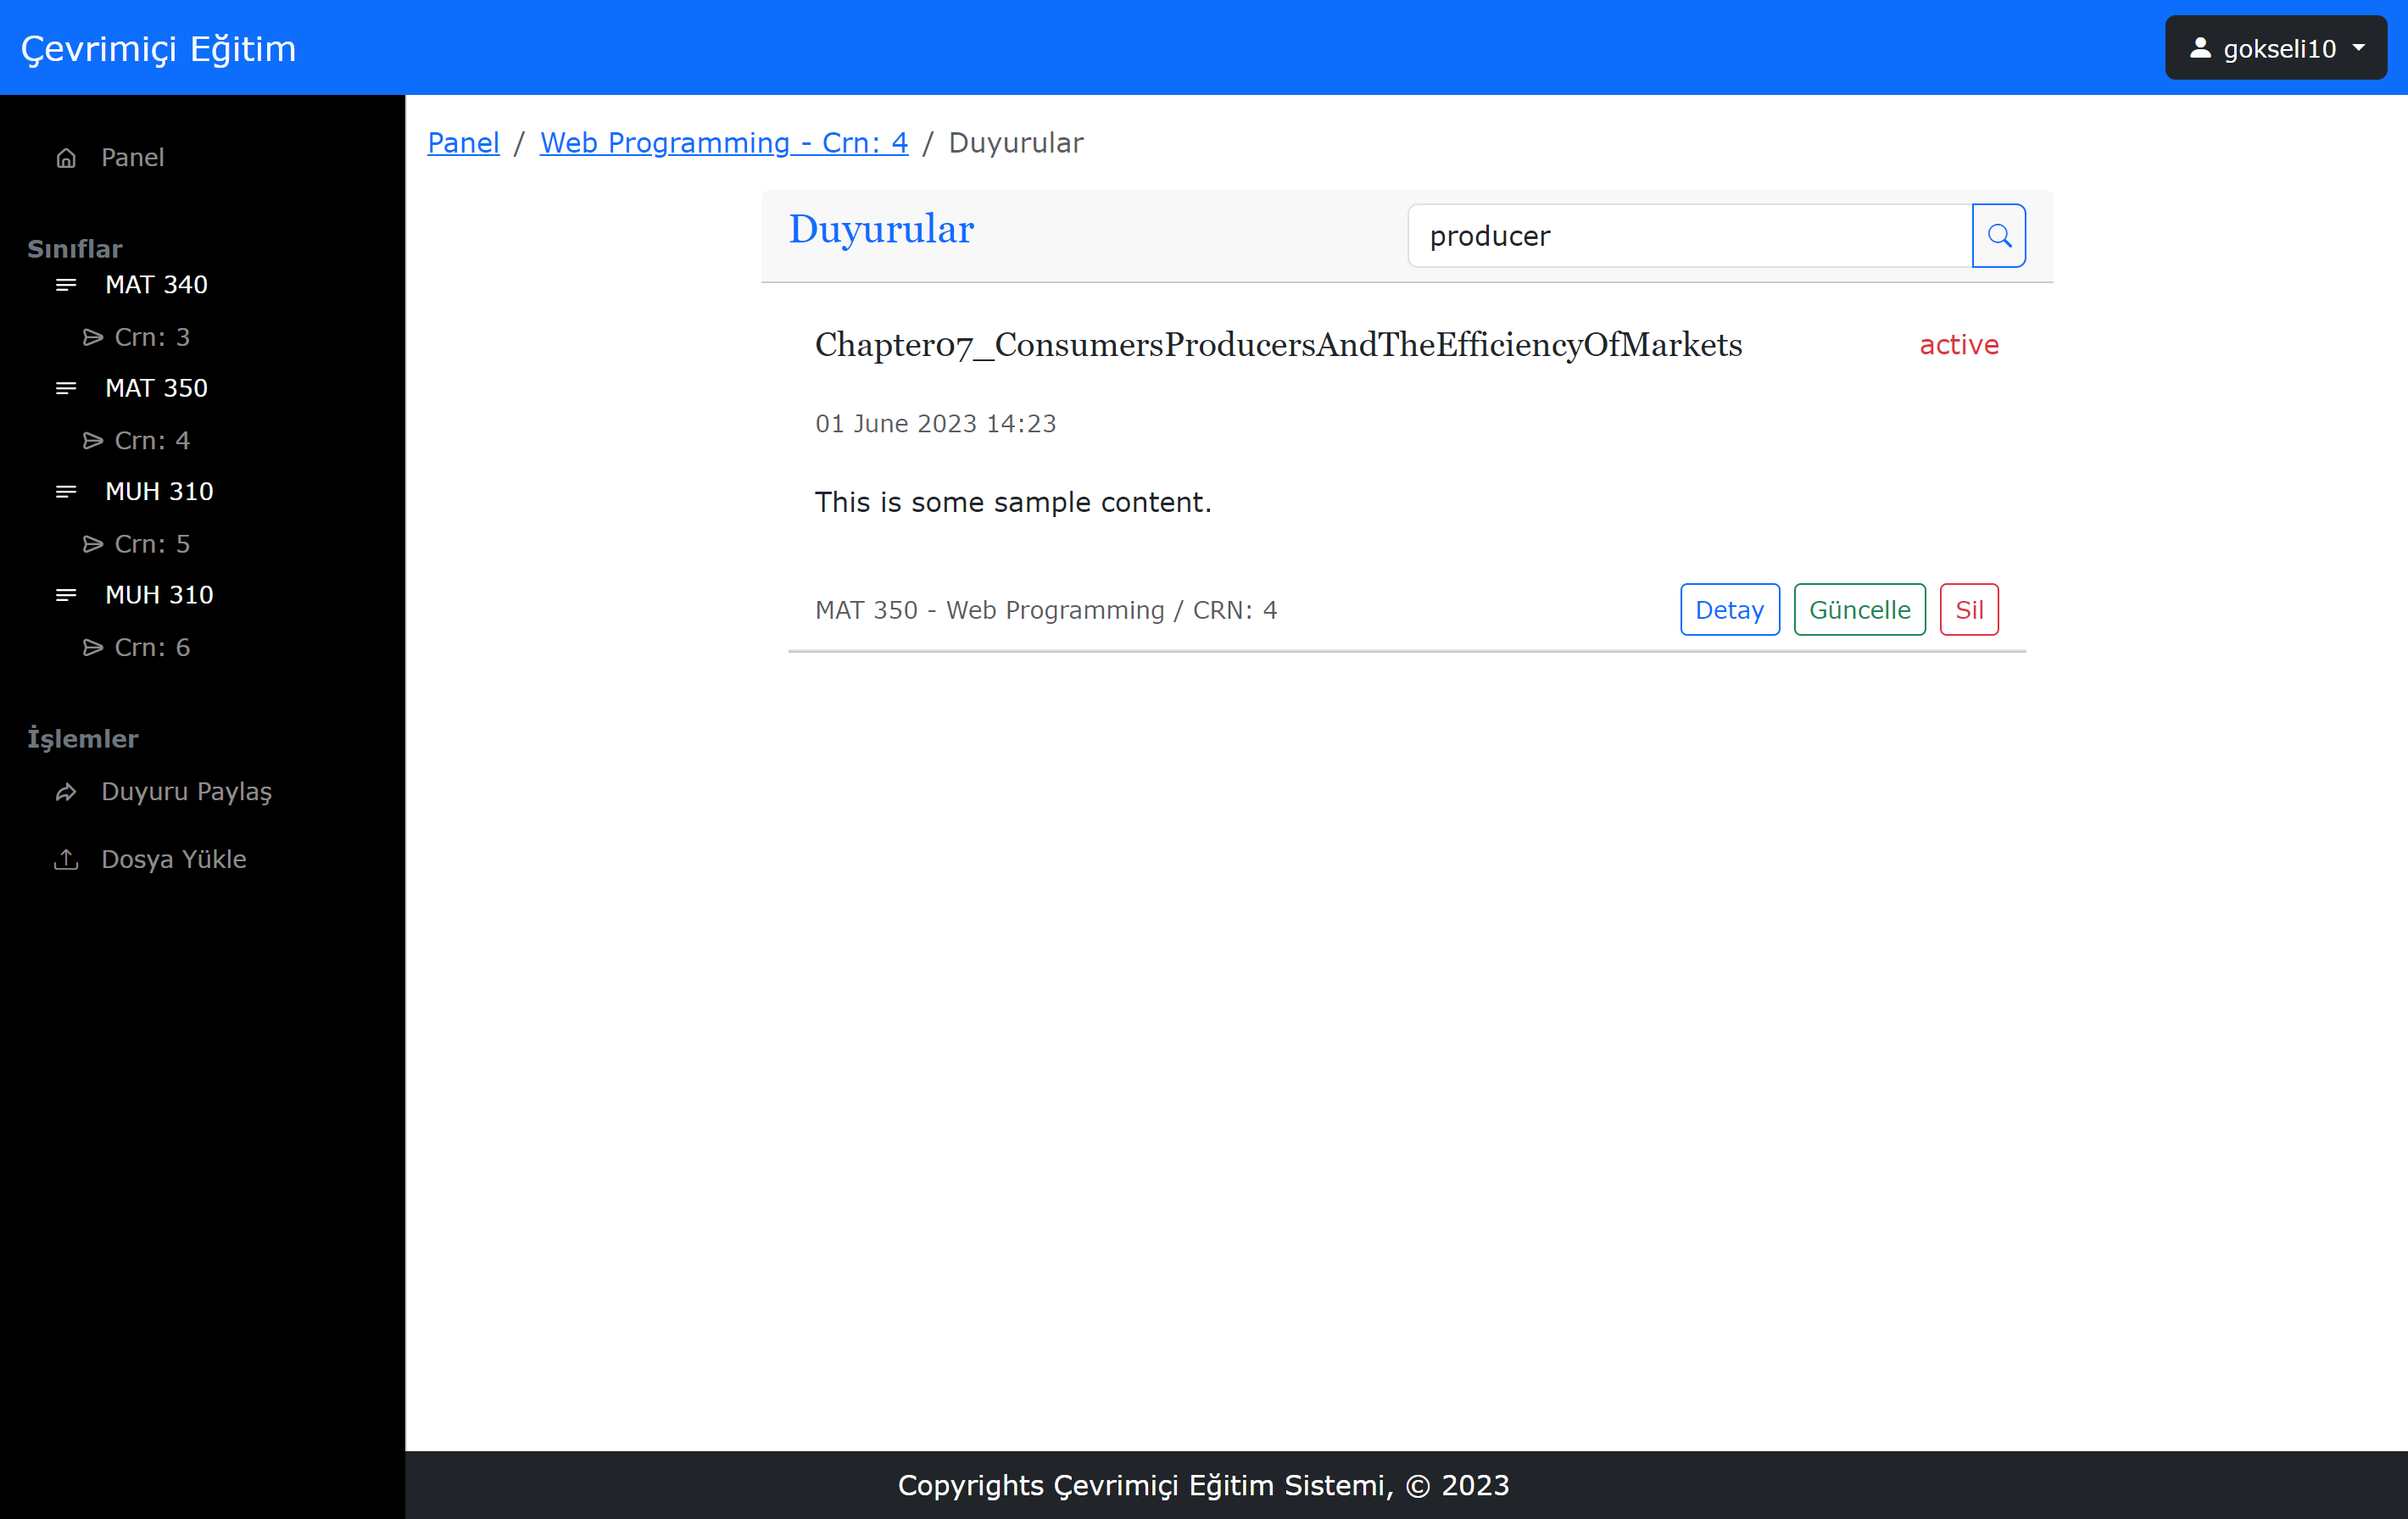 Çevrimiçi Eğitim
gokseli10
Panel
Sınıflar
MAT 340
Crn: 3
MAT 350
Crn: 4
MUH 310
Crn: 5
MUH 310
Crn: 6
İşlemler
Duyuru Paylaş
Dosya Yükle
Panel / Web Programming - Crn: 4 / Duyurular
Duyurular
producer
Chapter07_ConsumersProducersAndTheEfficiencyOfMarkets
active
01 June 2023 14:23
This is some sample content.
MAT 350 - Web Programming / CRN: 4
Detay
Güncelle
Sil
Copyrights Çevrimiçi Eğitim Sistemi, © 2023